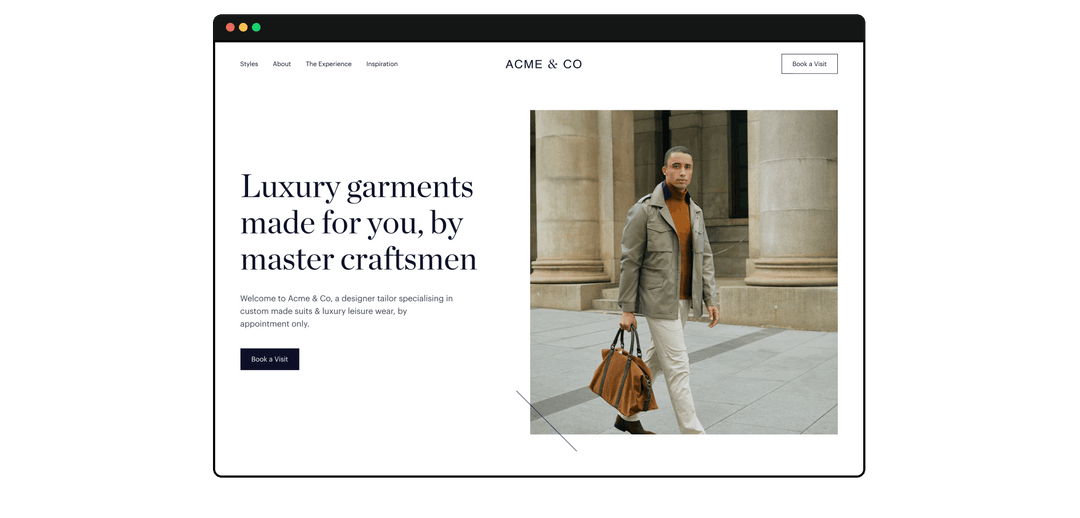 Styles
About
The Experience
Inspiration
ACME & CO
Book a Visit
Luxury garments
made for you, by
master craftsmen
Welcome to Acme & Co, a designer tailor specialising in
custom made suits & luxury leisure wear, by
appointment only.
Book a Visit